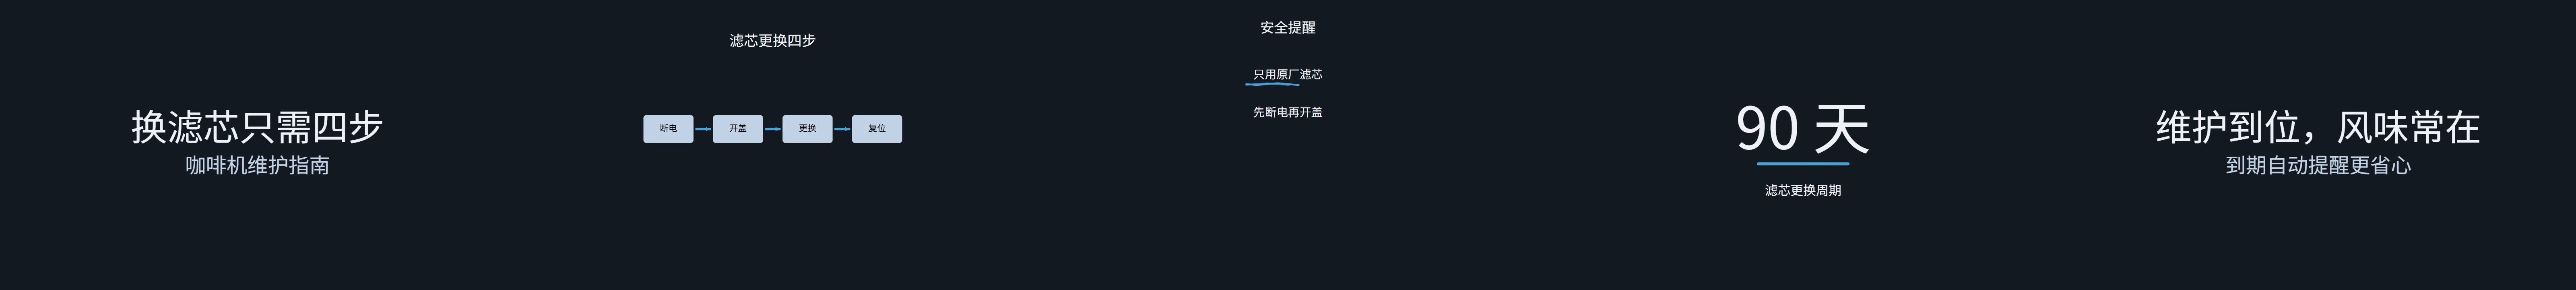 换滤芯只需四步
咖啡机维护指南
滤芯更换四步
断电
开盖
更换
复位
安全提醒
只用原厂滤芯
先断电再开盖
90 天
滤芯更换周期
维护到位，风味常在
到期自动提醒更省心